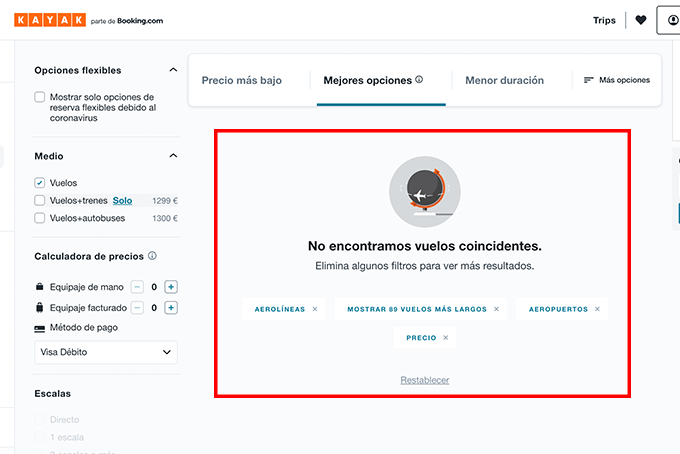 KAYAK parte de Booking.com
Trips
Opciones flexibles
Mostrar solo opciones de
reserva flexibles debido al
coronavirus
Medio
Vuelos
Vuelos+trenes Solo 1299 €
Vuelos+autobuses 1300 €
Calculadora de precios
Equipaje de mano − 0 +
Equipaje facturado − 0 +
Método de pago
Visa Débito
Escalas
Directo
1 escala
Precio más bajo
Mejores opciones
Menor duración
Más opciones
No encontramos vuelos coincidentes.
Elimina algunos filtros para ver más resultados.
AEROLÍNEAS ×
MOSTRAR 89 VUELOS MÁS LARGOS ×
AEROPUERTOS ×
PRECIO ×
Restablecer